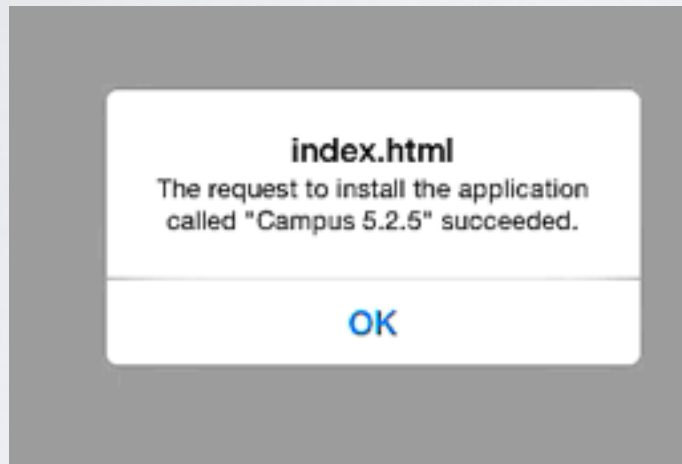 index.html
The request to install the application
called "Campus 5.2.5" succeeded.
OK